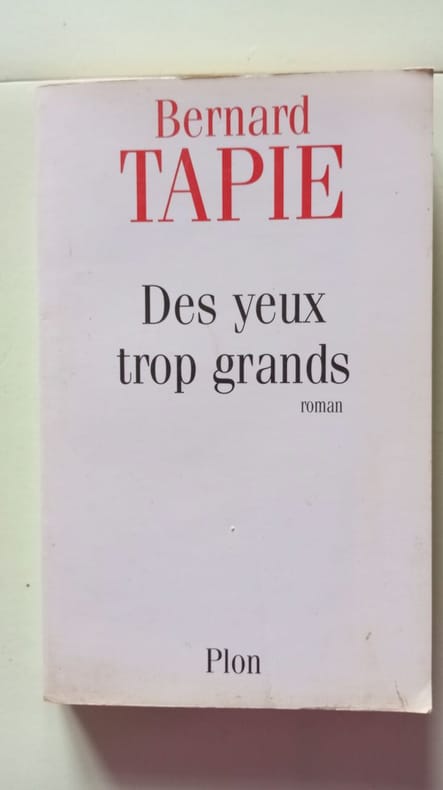 Bernard
TAPIE
Des yeux
trop grands
roman
Plon